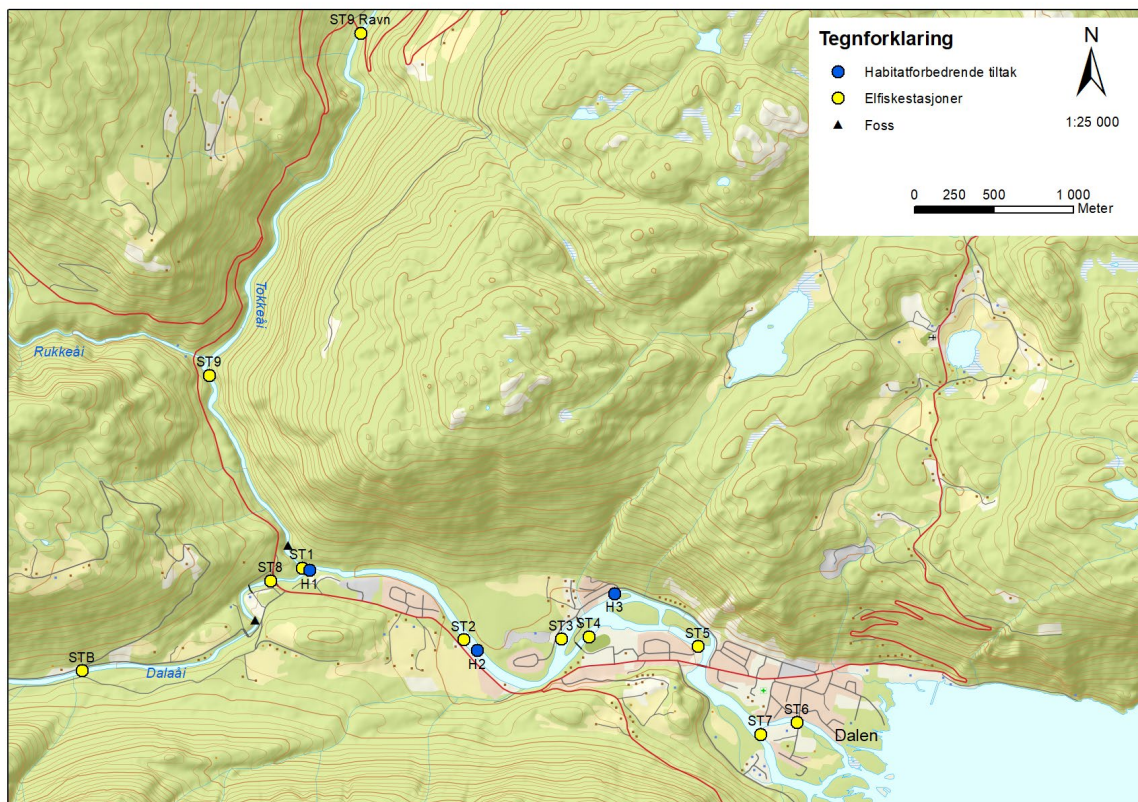 ST9 Ravn
Tegnforklaring
N
Habitatforbedrende tiltak
Elfiskestasjoner
Foss
1:25 000
0 250 500 1 000
Meter
Tokkeåi
Rukkeåi
ST9
ST1
ST8
H1
H3
ST2
ST3
ST4
ST5
H2
STB
Dalaåi
ST7
ST6
Dalen